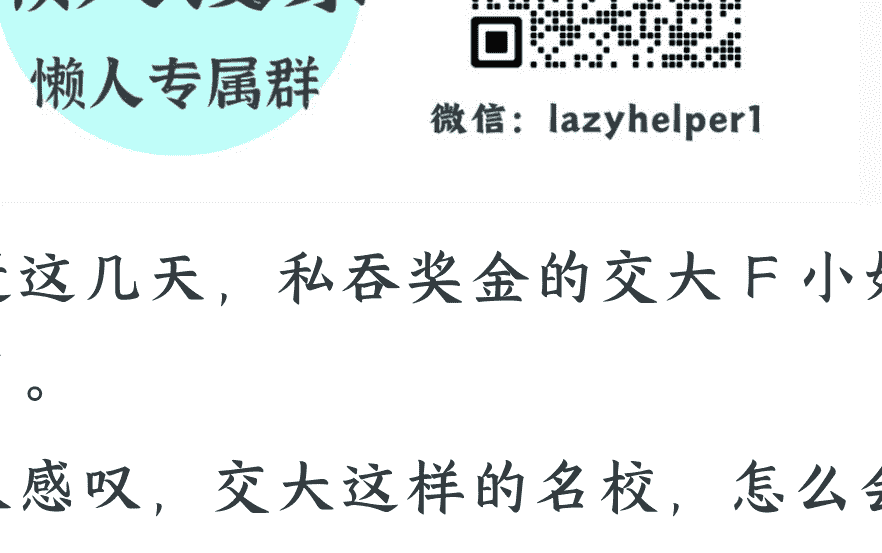 懒人专属群
微信：lazyhelper1
这几天，私吞奖金的交大 F 小
。
感叹，交大这样的名校，怎么会